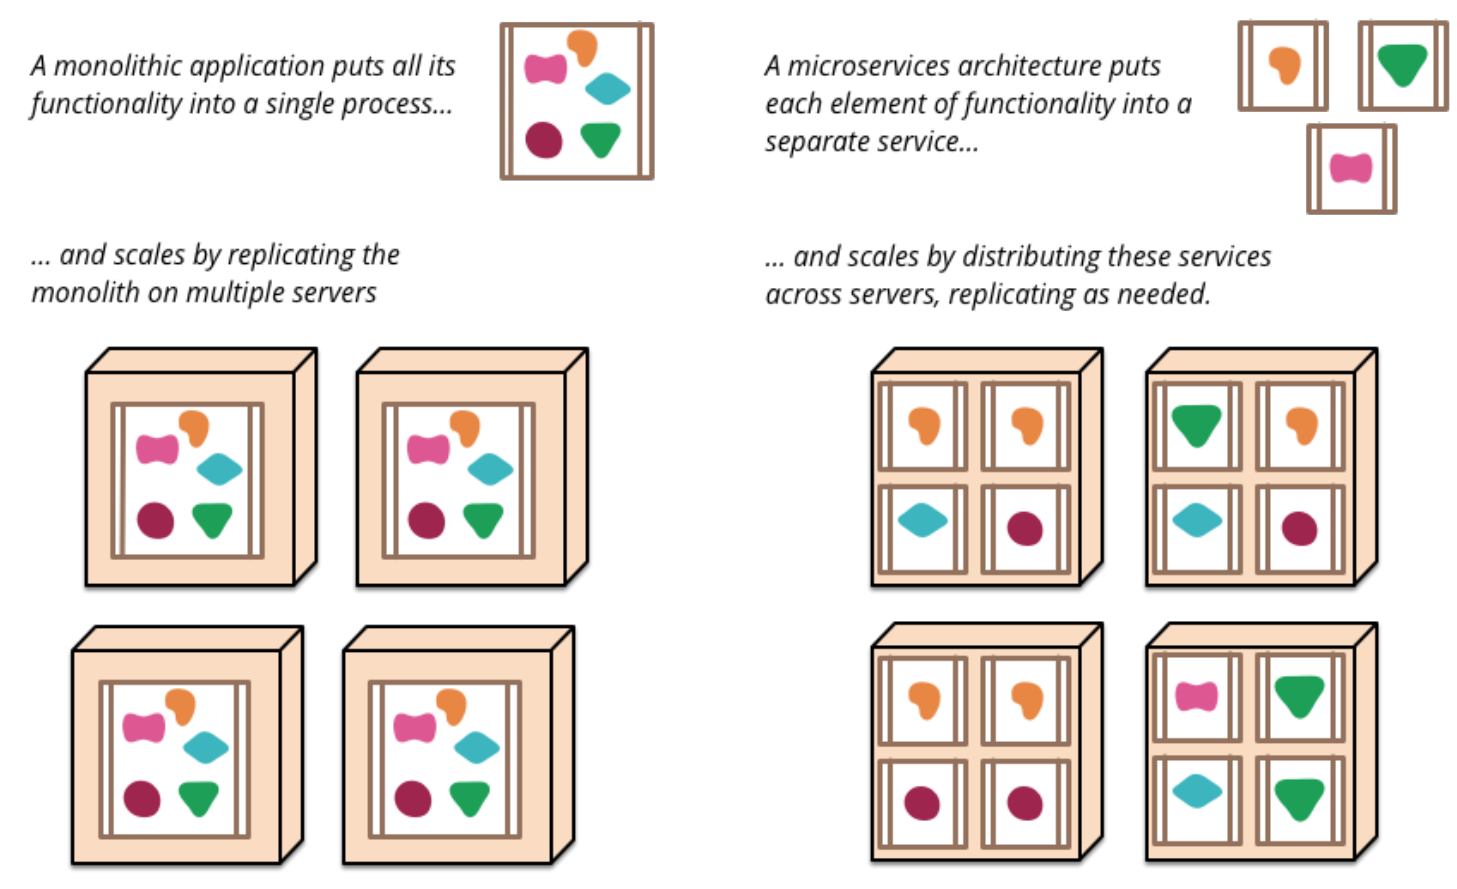 A monolithic application puts all its
functionality into a single process...
... and scales by replicating the
monolith on multiple servers
A microservices architecture puts
each element of functionality into a
separate service...
... and scales by distributing these services
across servers, replicating as needed.